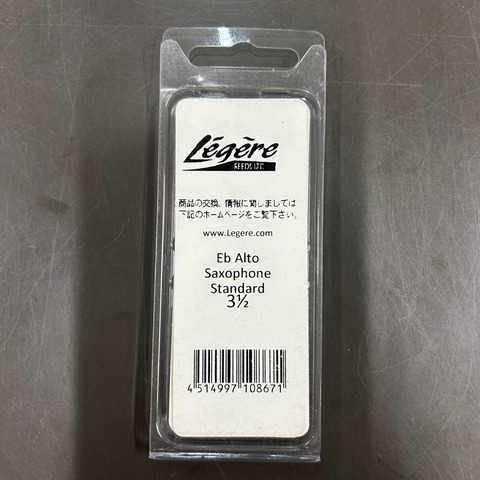 Légère
REEDS LTD
商品の交換、情報に関しましては
下記のホームページをご覧下さい。
www.Legere.com
Eb Alto
Saxophone
Standard
3½
4 514997 108671